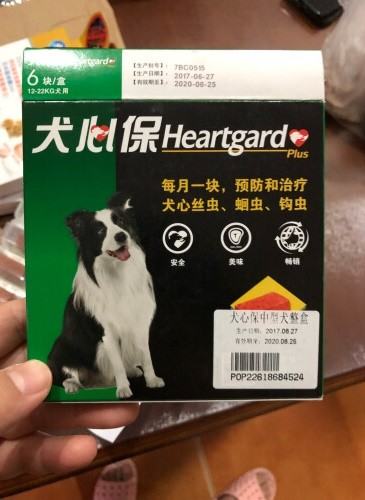 6块/盒
12-22KG犬用
Heartgard
【生产批号】: 7BC0515
【生产日期】: 2017-06-27
【有效期至】: 2020-06-25
犬心保Heartgard
Plus
每月一块，预防和治疗
犬心丝虫、蛔虫、钩虫
安全 美味 畅销
犬心保中型犬整盒
生产日期: 2017.06.27
有效期至: 2020.06.25
POP22618684524